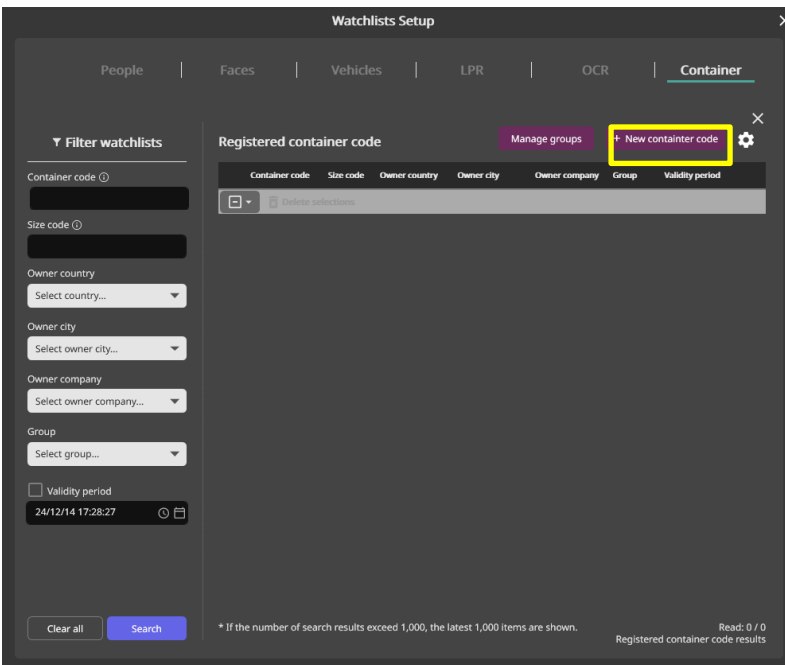 Watchlists Setup
People | Faces | Vehicles | LPR | OCR | Container
Filter watchlists
Container code
Size code
Owner country
Select country...
Owner city
Select owner city...
Owner company
Select owner company...
Group
Select group...
Validity period
24/12/14 17:28:27
Clear all Search
Registered container code
Manage groups
+ New containter code
Container code Size code Owner country Owner city Owner company Group Validity period
Delete selections
* If the number of search results exceed 1,000, the latest 1,000 items are shown.
Read: 0 / 0
Registered container code results